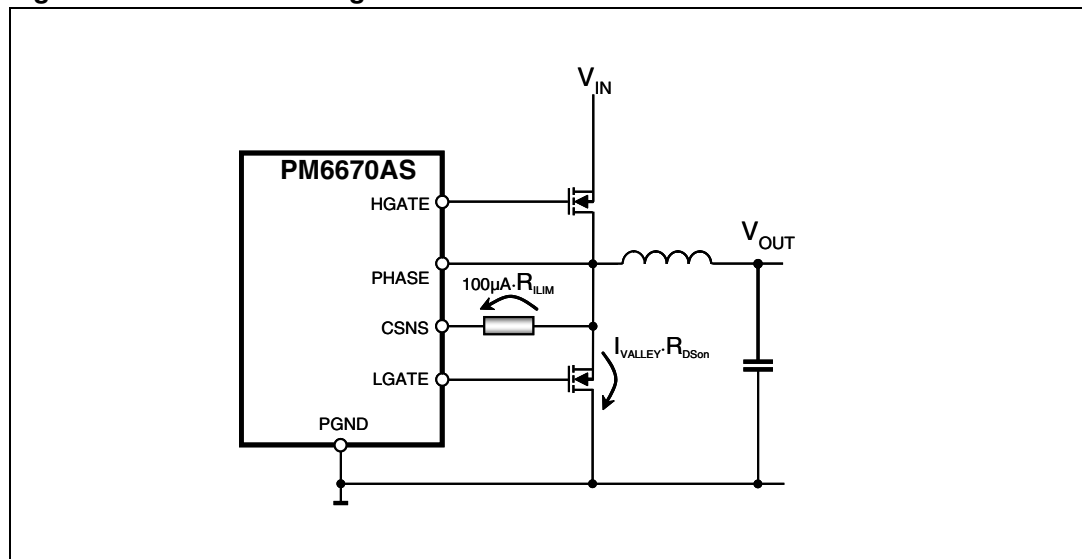 V_IN
PM6670AS
HGATE
V_OUT
PHASE
100µA·R_ILIM
CSNS
I_VALLEY·R_DSon
LGATE
PGND